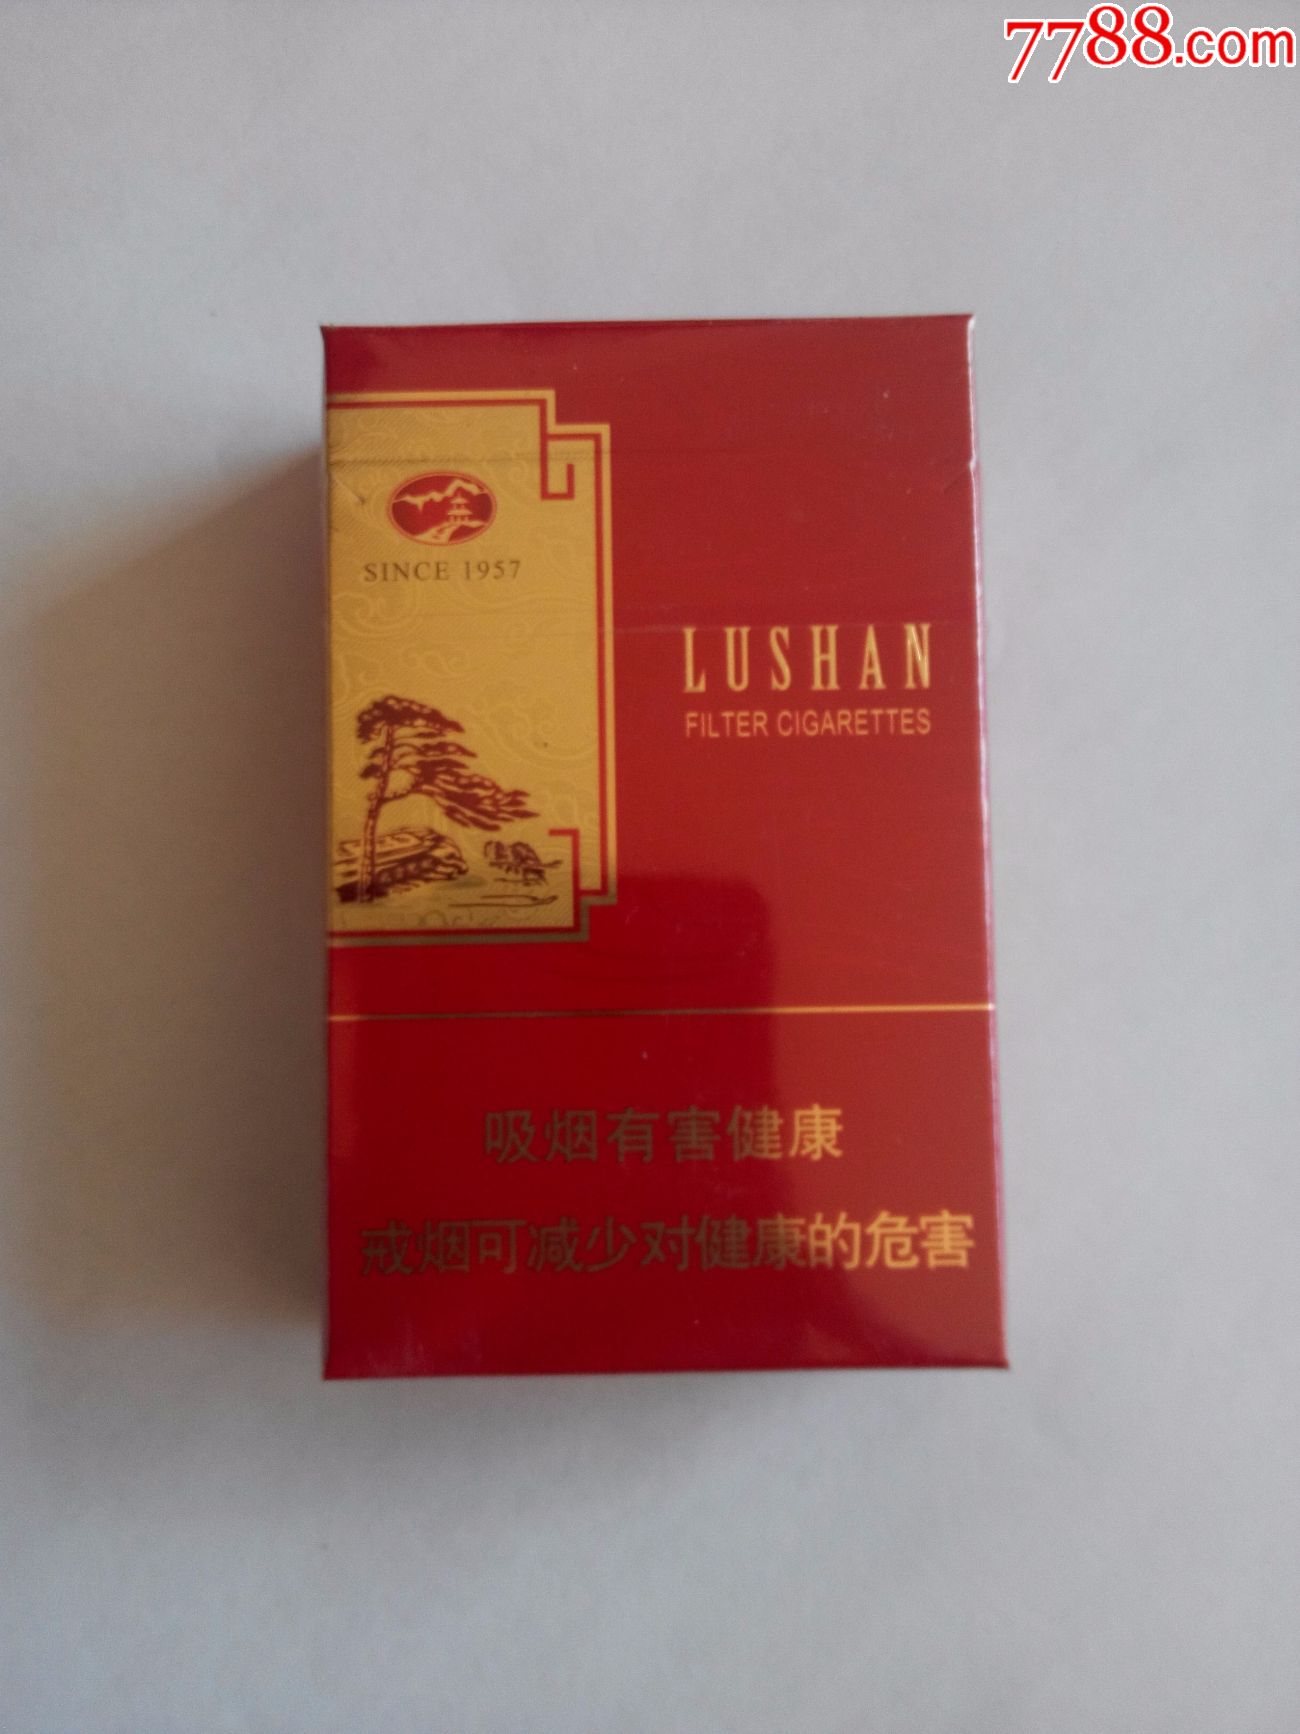 7788.com
SINCE 1957
LUSHAN
FILTER CIGARETTES
吸烟有害健康
戒烟可减少对健康的危害